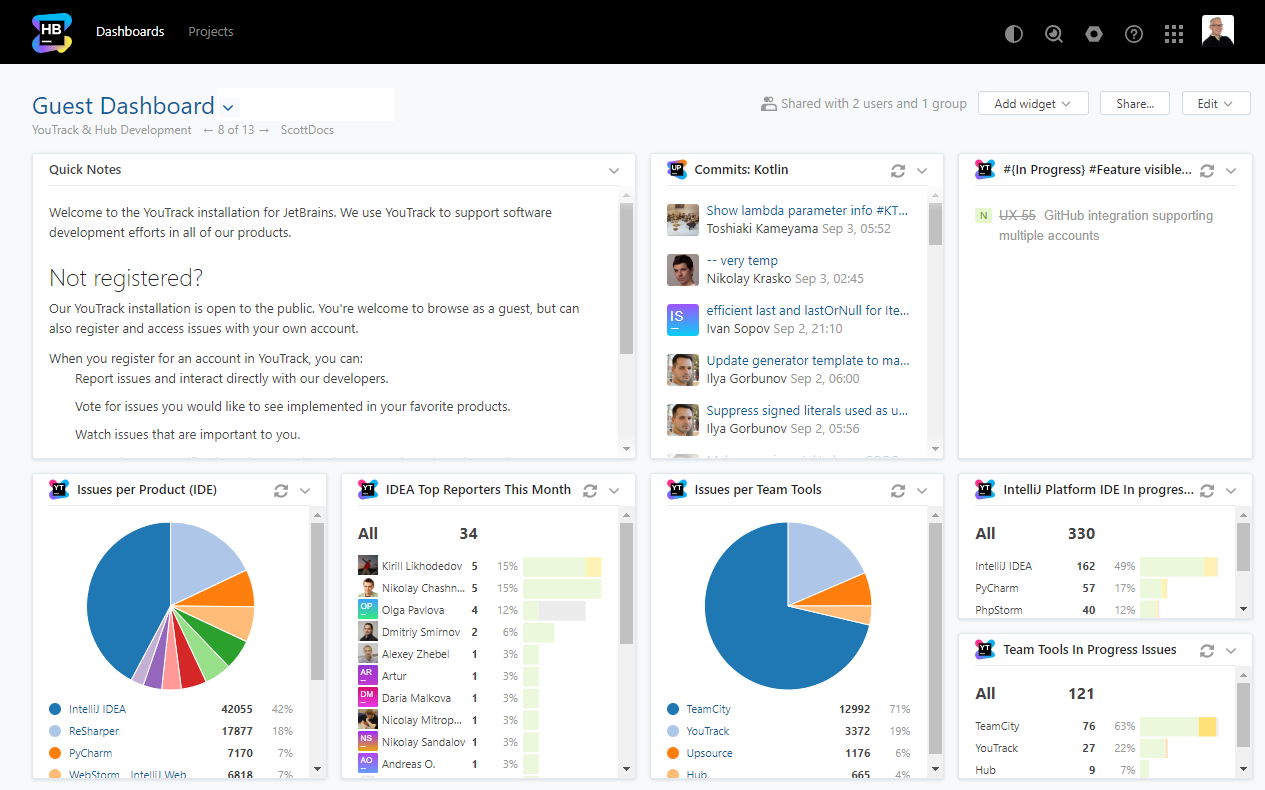 HB
Dashboards Projects
Guest Dashboard
Shared with 2 users and 1 group
Add widget
Share...
Edit
YouTrack & Hub Development ← 8 of 13 → ScottDocs
Quick Notes
Welcome to the YouTrack installation for JetBrains. We use YouTrack to support software
development efforts in all of our products.
Not registered?
Our YouTrack installation is open to the public. You're welcome to browse as a guest, but can
also register and access issues with your own account.
When you register for an account in YouTrack, you can:
Report issues and interact directly with our developers.
Vote for issues you would like to see implemented in your favorite products.
Watch issues that are important to you.
UP
Commits: Kotlin
Show lambda parameter info #KT...
Toshiaki Kameyama Sep 3, 05:52
-- very temp
Nikolay Krasko Sep 3, 02:45
IS
efficient last and lastOrNull for Ite...
Ivan Sopov Sep 2, 21:10
Update generator template to ma...
Ilya Gorbunov Sep 2, 06:00
Suppress signed literals used as u...
Ilya Gorbunov Sep 2, 05:56
YT
#{In Progress} #Feature visible...
N UX-55 GitHub integration supporting
multiple accounts
YT
Issues per Product (IDE)
IntelliJ IDEA 42055 42%
ReSharper 17877 18%
PyCharm 7170 7%
WebStorm, IntelliJ Web 6818 7%
YT
IDEA Top Reporters This Month
All 34
Kirill Likhodedov 5 15%
Nikolay Chashn... 5 15%
OP Olga Pavlova 4 12%
Dmitriy Smirnov 2 6%
Alexey Zhebel 1 3%
AR Artur 1 3%
DM Daria Maikova 1 3%
Nicolay Mitrop... 1 3%
NS Nikolay Sandalov 1 3%
AO Andreas O. 1 3%
YT
Issues per Team Tools
TeamCity 12992 71%
YouTrack 3372 19%
Upsource 1176 6%
Hub 665 4%
YT
IntelliJ Platform IDE In progres...
All 330
IntelliJ IDEA 162 49%
PyCharm 57 17%
PhpStorm 40 12%
YT
Team Tools In Progress Issues
All 121
TeamCity 76 63%
YouTrack 27 22%
Hub 9 7%